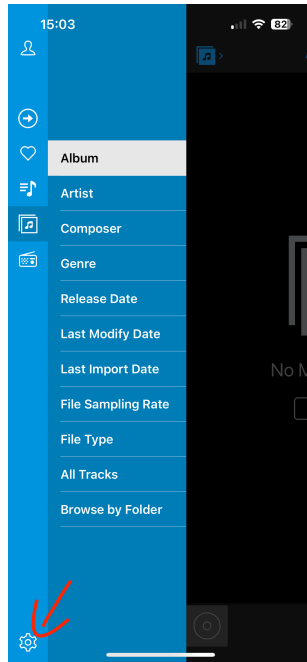 15:03
82
Album
Artist
Composer
Genre
Release Date
Last Modify Date
No M
Last Import Date
File Sampling Rate
File Type
All Tracks
Browse by Folder